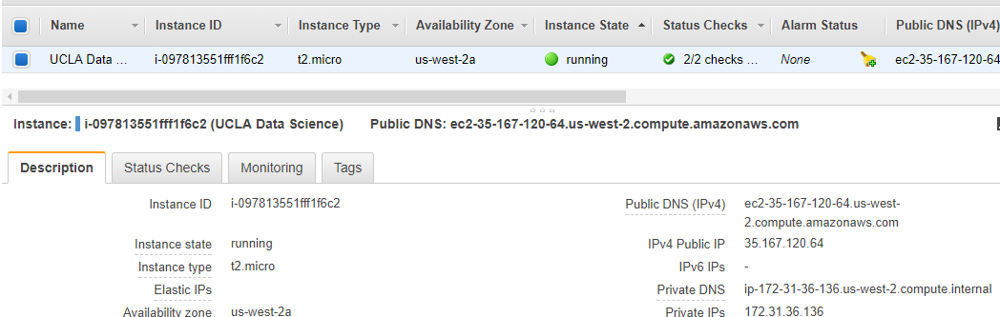 Name Instance ID Instance Type Availability Zone Instance State Status Checks Alarm Status Public DNS (IPv4)
UCLA Data ... i-097813551fff1f6c2 t2.micro us-west-2a running 2/2 checks ... None ec2-35-167-120-64
Instance: i-097813551fff1f6c2 (UCLA Data Science) Public DNS: ec2-35-167-120-64.us-west-2.compute.amazonaws.com
Description Status Checks Monitoring Tags
Instance ID i-097813551fff1f6c2 Public DNS (IPv4) ec2-35-167-120-64.us-west-
2.compute.amazonaws.com
Instance state running IPv4 Public IP 35.167.120.64
Instance type t2.micro IPv6 IPs -
Elastic IPs Private DNS ip-172-31-36-136.us-west-2.compute.internal
Availability zone us-west-2a Private IPs 172.31.36.136